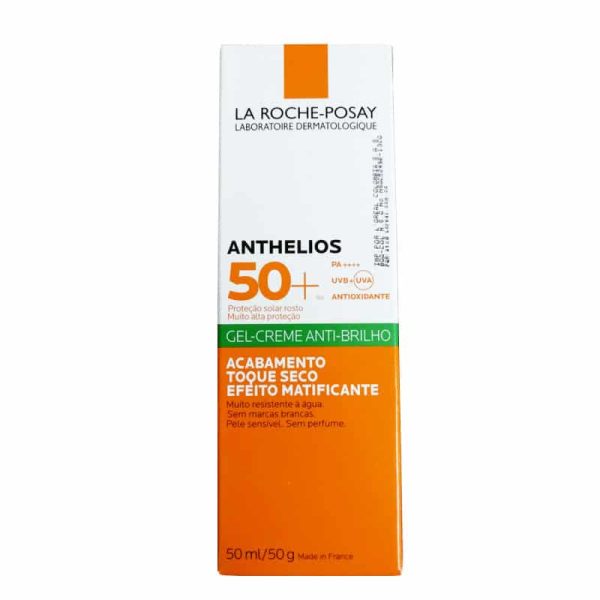 LA ROCHE-POSAY
LABORATOIRE DERMATOLOGIQUE
ANTHELIOS
50+
PA ++++
UVB + UVA
ANTIOXIDANTE
Proteção solar rosto
Muito alta proteção
GEL-CREME ANTI-BRILHO
ACABAMENTO
TOQUE SECO
EFEITO MATIFICANTE
Muito resistente à água.
Sem marcas brancas.
Pele sensível. Sem perfume.
50 ml/50 g Made in France